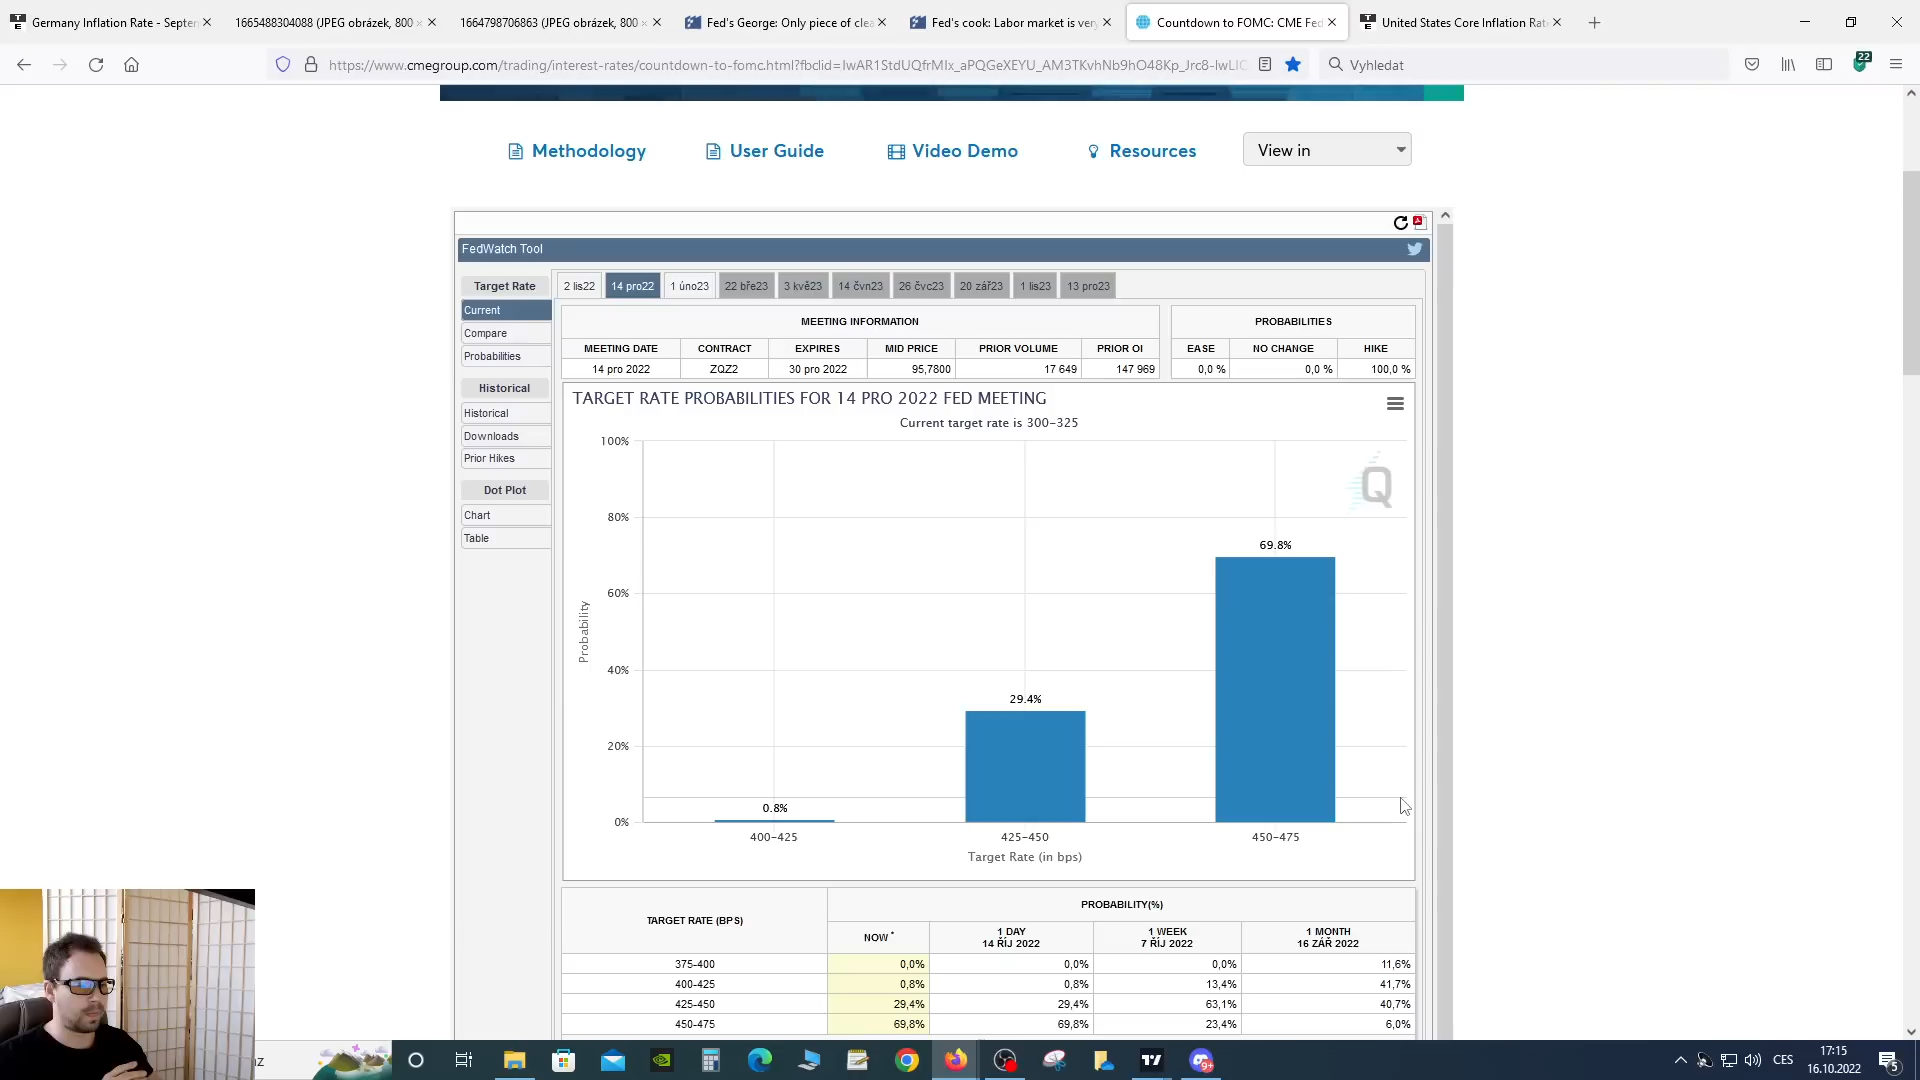 Germany Inflation Rate - Septer
1665488304088 (JPEG obrázek, 800 ×
1664798706863 (JPEG obrázek, 800 ×
Fed's George: Only piece of clea
Fed's cook: Labor market is very
Countdown to FOMC: CME Fed
United States Core Inflation Rate
https://www.cmegroup.com/trading/interest-rates/countdown-to-fomc.html?fbclid=IwAR1StdUQfrMIx_aPQGeXEYU_AM3TKvhNb9hO48Kp_Jrc8-lwLIC
Vyhledat
22
Methodology
User Guide
Video Demo
Resources
View in
FedWatch Tool
Target Rate
Current
Compare
Probabilities
Historical
Historical
Downloads
Prior Hikes
Dot Plot
Chart
Table
2 lis22 14 pro22 1 úno23 22 bře23 3 kvě23 14 čvn23 26 čvc23 20 zář23 1 lis23 13 pro23
MEETING INFORMATION
MEETING DATE CONTRACT EXPIRES MID PRICE PRIOR VOLUME PRIOR OI
14 pro 2022 ZQZ2 30 pro 2022 95,7800 17 649 147 969
PROBABILITIES
EASE NO CHANGE HIKE
0,0 % 0,0 % 100,0 %
TARGET RATE PROBABILITIES FOR 14 PRO 2022 FED MEETING
Current target rate is 300-325
Q
100%
80%
60%
40%
20%
0%
Probability
0.8%
29.4%
69.8%
400-425
425-450
450-475
Target Rate (in bps)
TARGET RATE (BPS)
PROBABILITY(%)
NOW *
1 DAY
14 ŘÍJ 2022
1 WEEK
7 ŘÍJ 2022
1 MONTH
16 ZÁŘ 2022
375-400 0,0% 0,0% 0,0% 11,6%
400-425 0,8% 0,8% 13,4% 41,7%
425-450 29,4% 29,4% 63,1% 40,7%
450-475 69,8% 69,8% 23,4% 6,0%
az
9+
CES
17:15
16.10.2022
5